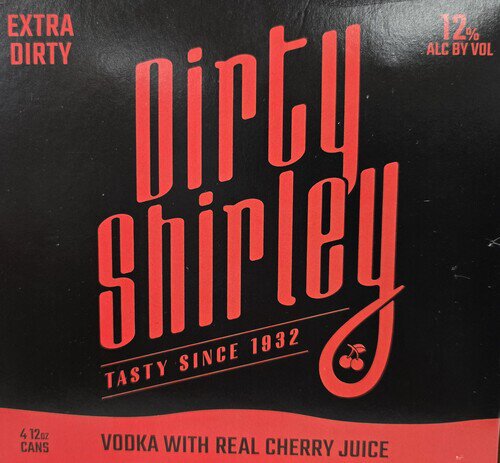 EXTRA
DIRTY
12%
ALC BY VOL
Dirty
Shirley
TASTY SINCE 1932
4 12oz
CANS
VODKA WITH REAL CHERRY JUICE